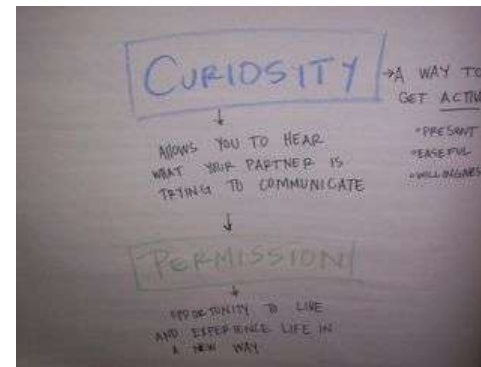 CURIOSITY
→A WAY TO
GET ACTIV
•PRESENT
•EASEFUL
•WILLINGNESS
ALLOWS YOU TO HEAR
WHAT YOUR PARTNER IS
TRYING TO COMMUNICATE
PERMISSION
OPPORTUNITY TO LIVE
AND EXPERIENCE LIFE IN
A NEW WAY